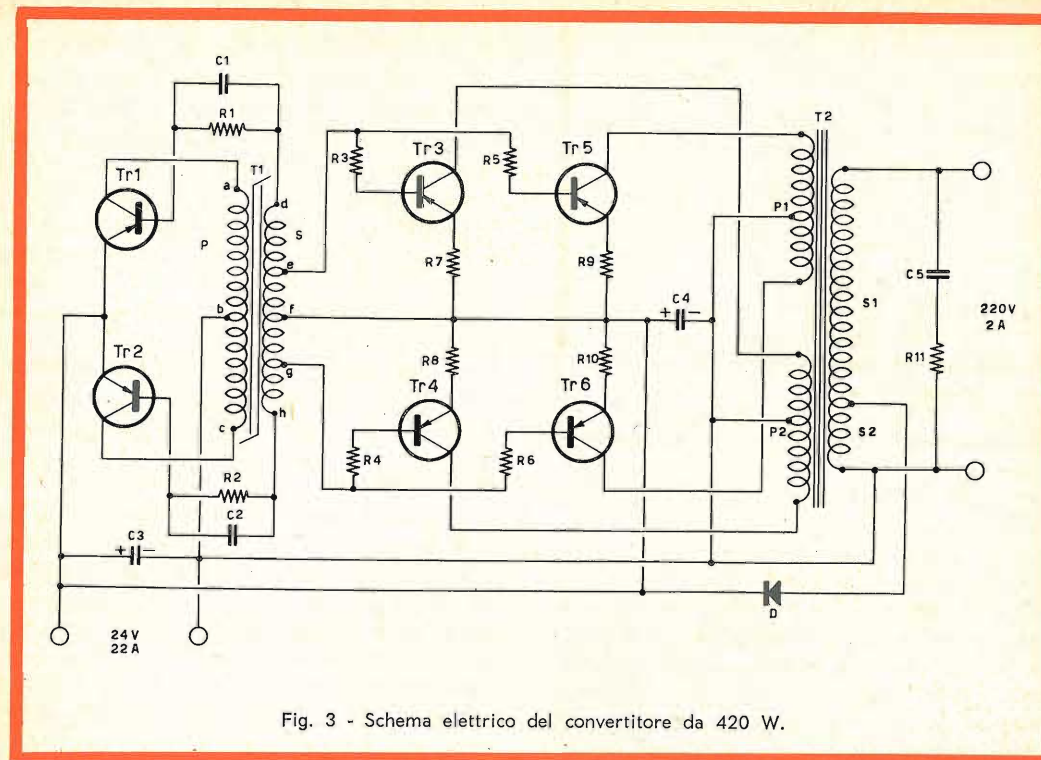 C1
R1
Tr1
T1
a
d
P
S
e
b
f
g
Tr2
c
h
R2
C2
C3
+ −
24V
22A
R3
Tr3
R5
Tr5
R7
R9
C4
+ −
R8
R10
Tr4
Tr6
R4
R6
T2
P1
P2
S1
S2
C5
R11
220V
2A
D
Fig. 3 - Schema elettrico del convertitore da 420 W.